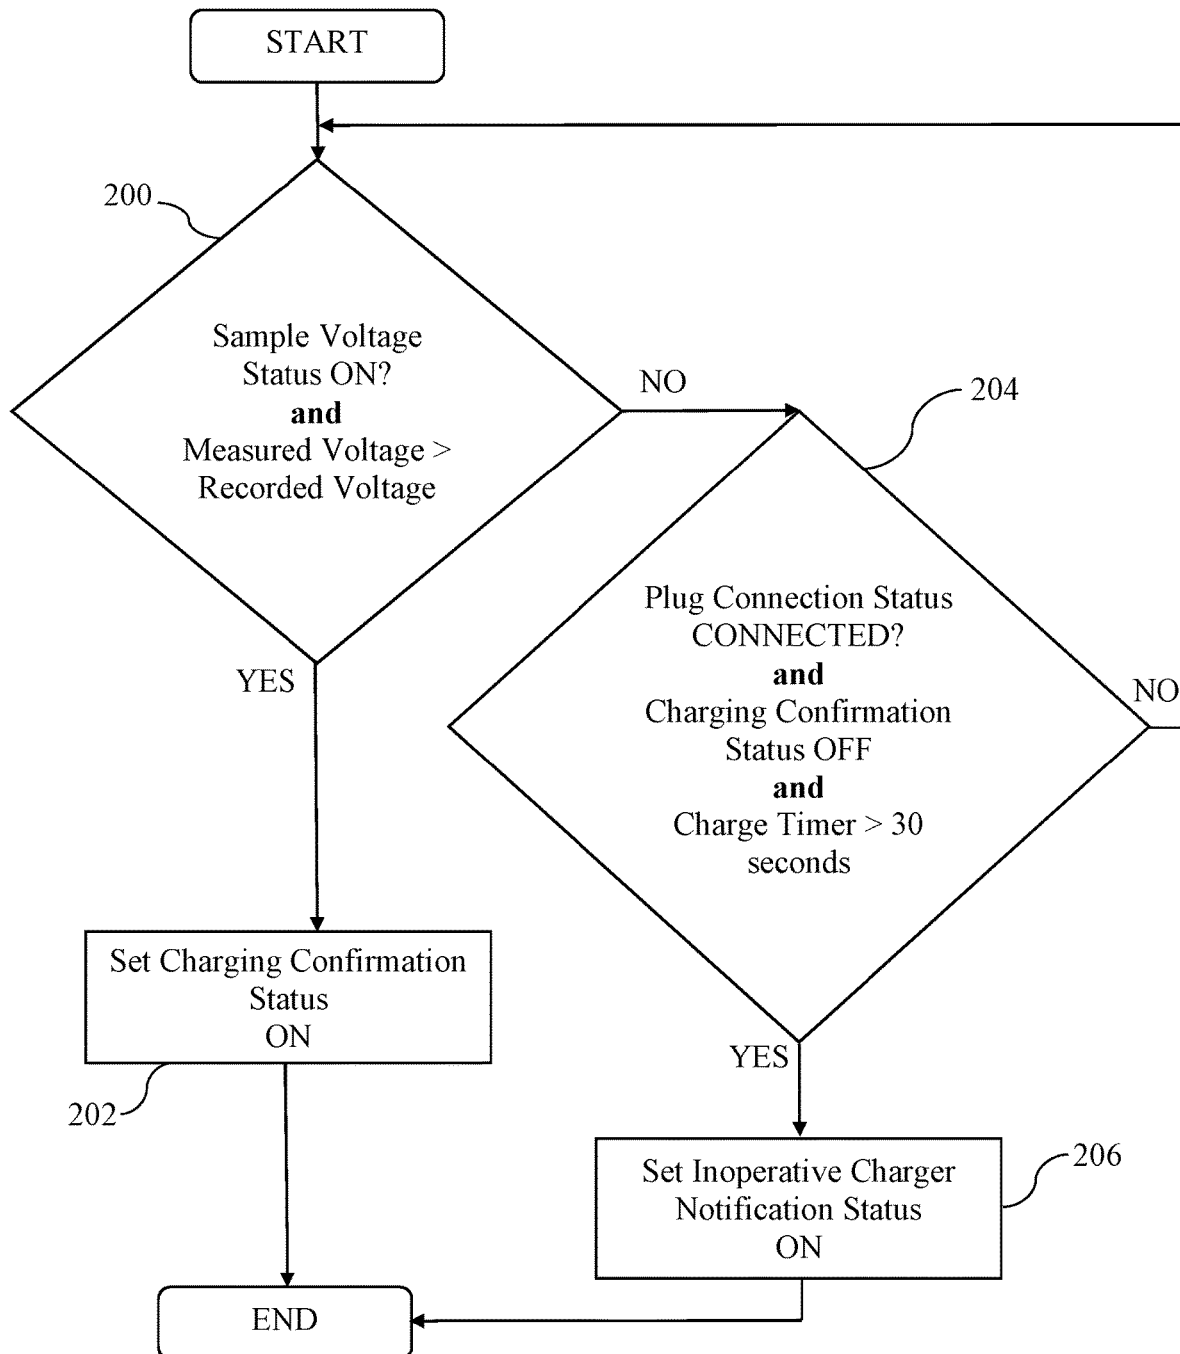 START
200
Sample Voltage
Status ON?
and
Measured Voltage >
Recorded Voltage
NO
204
Plug Connection Status
CONNECTED?
and
Charging Confirmation
Status OFF
and
Charge Timer > 30
seconds
NO
YES
Set Charging Confirmation
Status
ON
202
YES
Set Inoperative Charger
Notification Status
ON
206
END